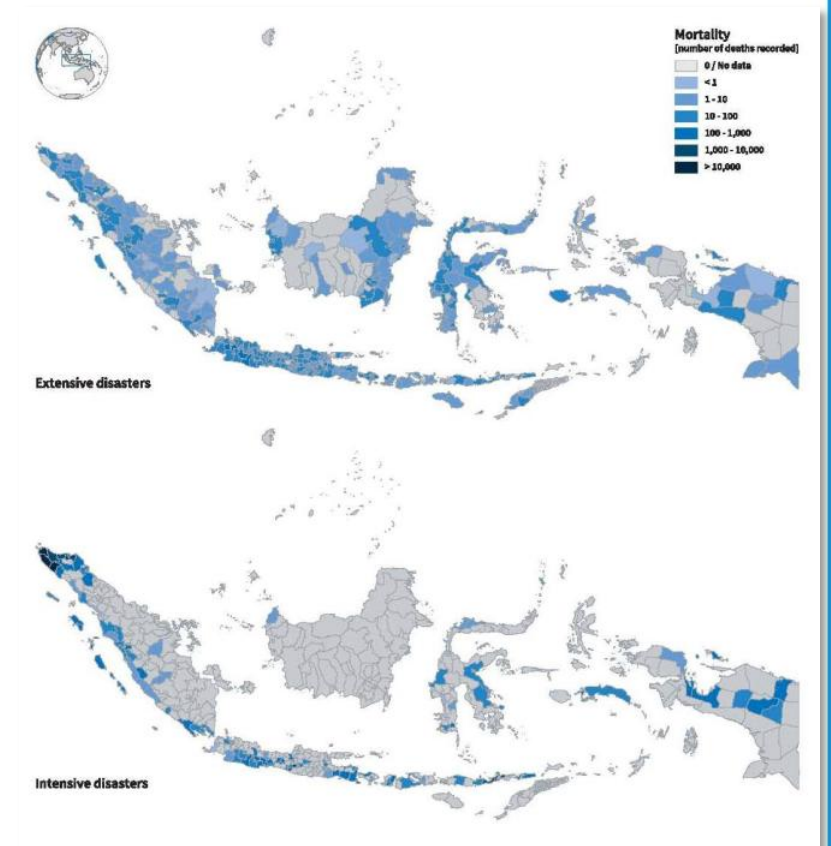 Mortality
[number of deaths recorded]
0 / No data
<1
1 - 10
10 - 100
100 - 1,000
1,000 - 10,000
> 10,000
Extensive disasters
Intensive disasters